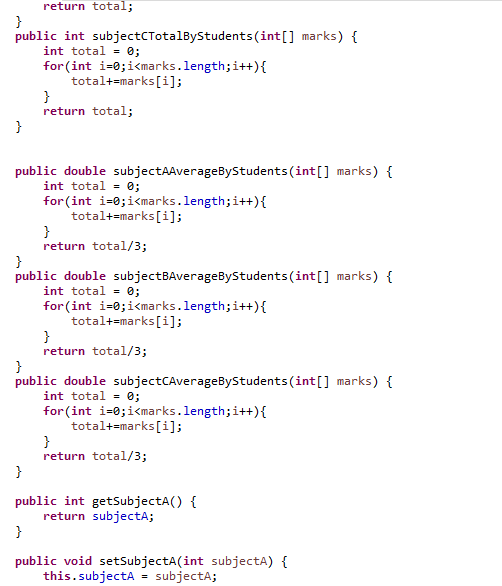 return total;
}
public int subjectCTotalByStudents(int[] marks) {
int total = 0;
for(int i=0;i<marks.length;i++){
total+=marks[i];
}
return total;
}
public double subjectAAverageByStudents(int[] marks) {
int total = 0;
for(int i=0;i<marks.length;i++){
total+=marks[i];
}
return total/3;
}
public double subjectBAverageByStudents(int[] marks) {
int total = 0;
for(int i=0;i<marks.length;i++){
total+=marks[i];
}
return total/3;
}
public double subjectCAverageByStudents(int[] marks) {
int total = 0;
for(int i=0;i<marks.length;i++){
total+=marks[i];
}
return total/3;
}
public int getSubjectA() {
return subjectA;
}
public void setSubjectA(int subjectA) {
this.subjectA = subjectA;